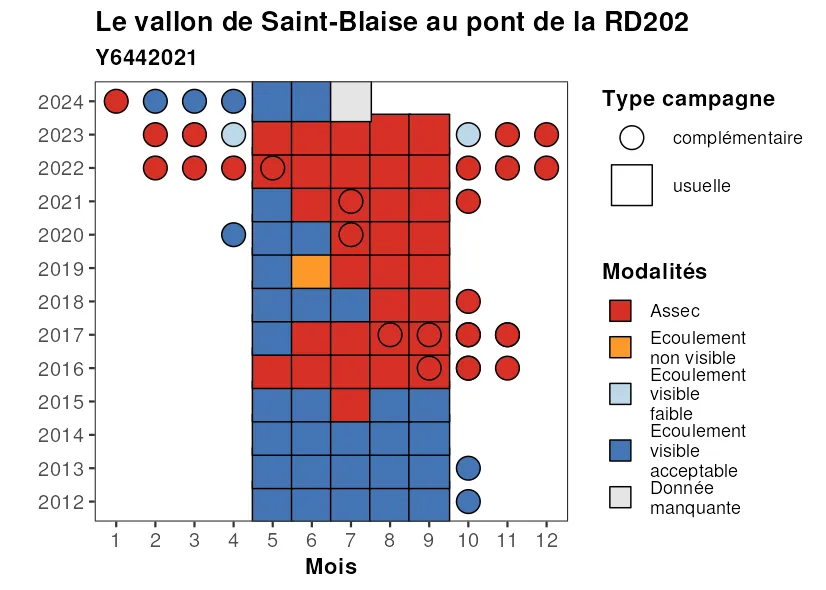 Le vallon de Saint-Blaise au pont de la RD202
Y6442021
2024
2023
2022
2021
2020
2019
2018
2017
2016
2015
2014
2013
2012
1 2 3 4 5 6 7 8 9 10 11 12
Mois
Type campagne
complémentaire
usuelle
Modalités
Assec
Ecoulement
non visible
Ecoulement
visible
faible
Ecoulement
visible
acceptable
Donnée
manquante